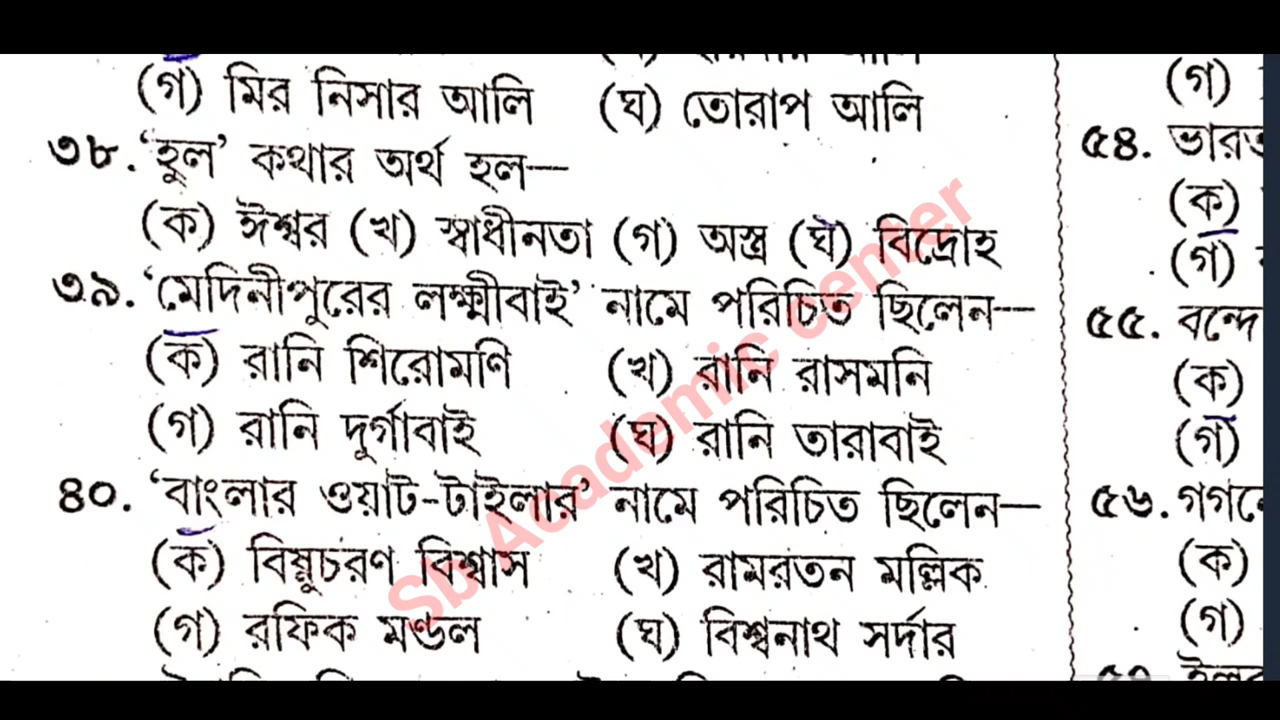 (গ) মির নিসার আলি (ঘ) তোরাপ আলি
৩৮. ‘হুল’ কথার অর্থ হল—
(ক) ঈশ্বর (খ) স্বাধীনতা (গ) অস্ত্র (ঘ) বিদ্রোহ
৩৯. ‘মেদিনীপুরের লক্ষ্মীবাই’ নামে পরিচিত ছিলেন—
(ক) রানি শিরোমণি (খ) রানি রাসমনি
(গ) রানি দুর্গাবাই (ঘ) রানি তারাবাই
৪০. ‘বাংলার ওয়াট-টাইলার’ নামে পরিচিত ছিলেন—
(ক) বিষ্ণুচরণ বিশ্বাস (খ) রামরতন মল্লিক
(গ) রফিক মণ্ডল (ঘ) বিশ্বনাথ সর্দার
(গ)
৫৪.
(ক)
(গ)
৫৫. বন্দে
(ক)
(গ)
৫৬.
(ক)
(গ)
Sb Academic center